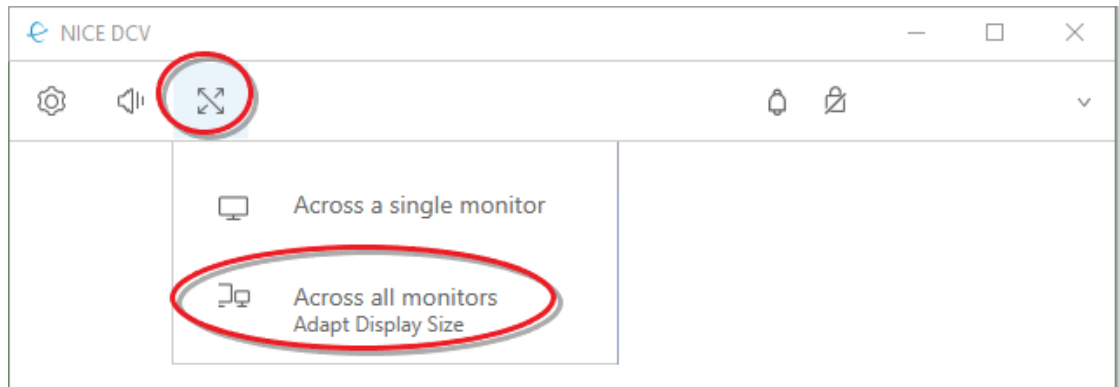 NICE DCV
Across a single monitor
Across all monitors
Adapt Display Size